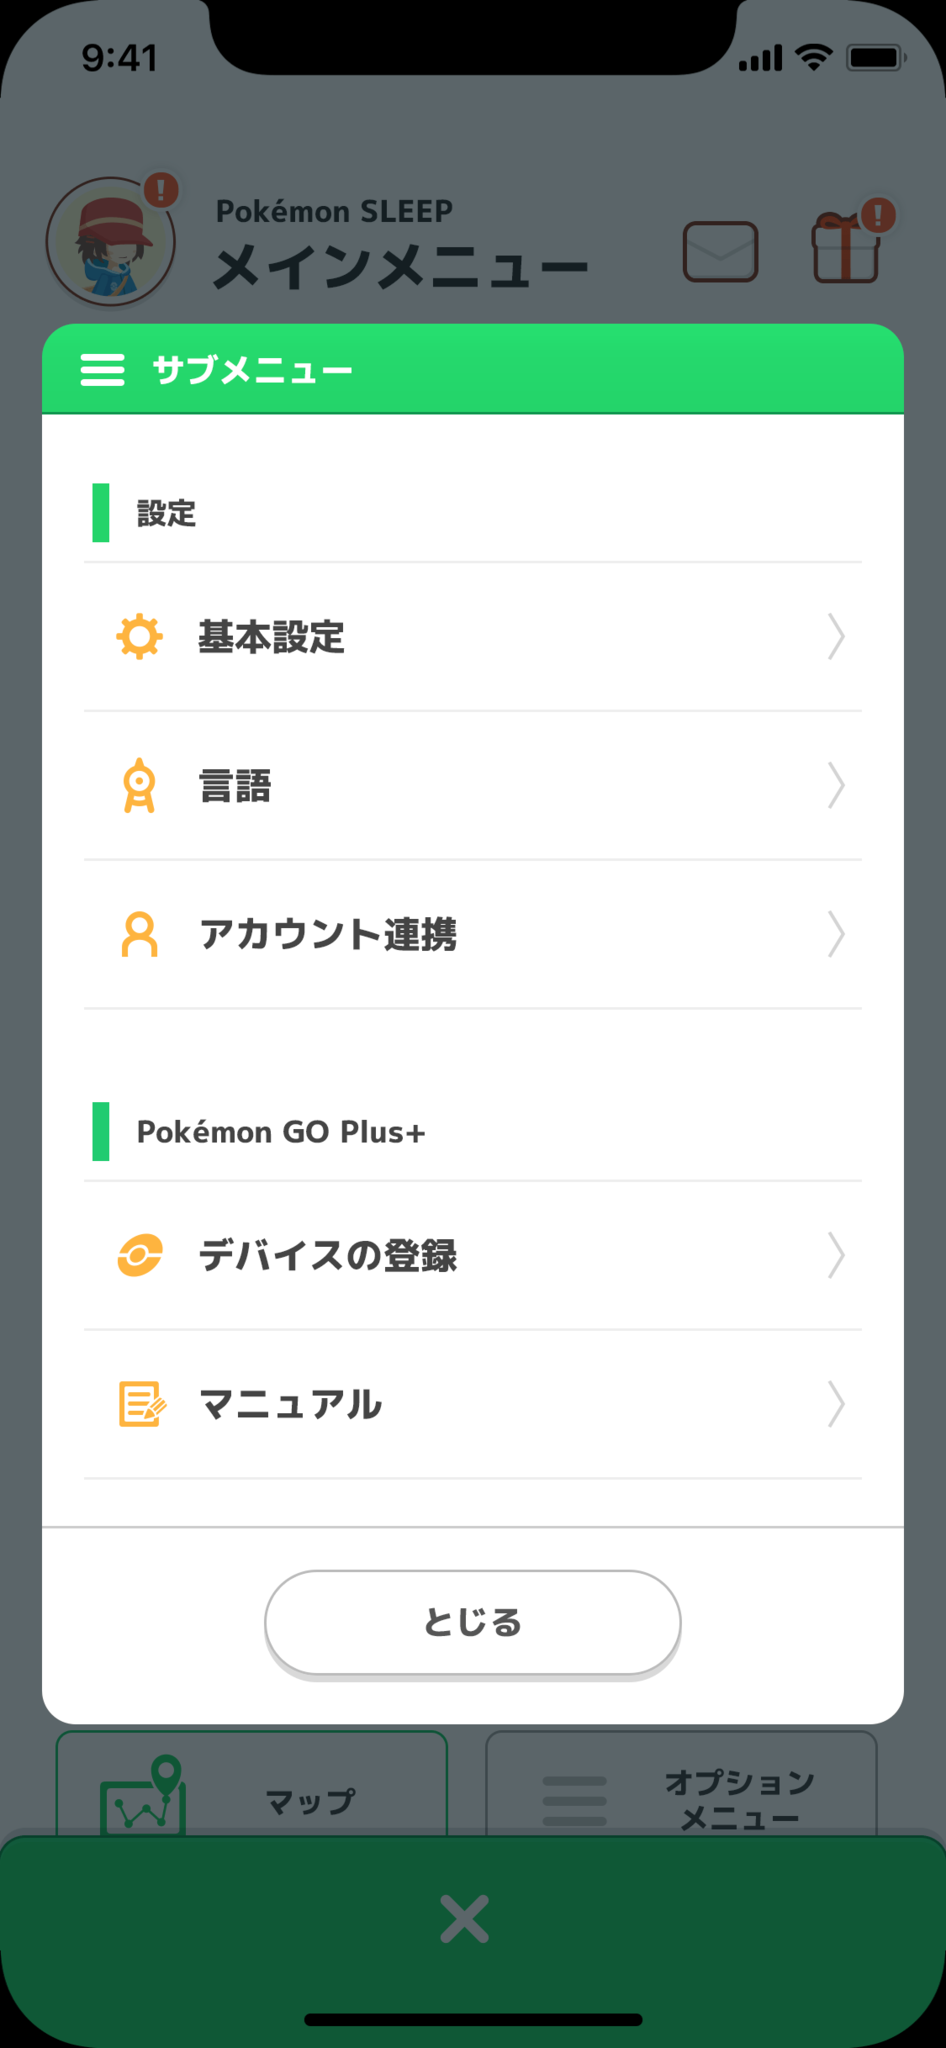 9:41
Pokémon SLEEP
メインメニュー
サブメニュー
設定
基本設定
言語
アカウント連携
Pokémon GO Plus+
デバイスの登録
マニュアル
とじる
マップ
オプション
メニュー